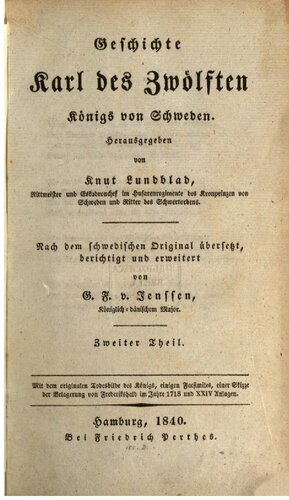 Geschichte
Karl des Zwölften
Königs von Schweden.
Herausgegeben
von
Knut Lundblad,
Rittmeister und Eskadronchef im Husarenregimente des Kronprinzen von
Schweden und Ritter des Schwertordens.
Nach dem schwedischen Original übersetzt,
berichtigt und erweitert
von
G. F. v. Jenssen,
Königlich-dänischem Major.
Zweiter Theil.
Mit dem originalen Todesbilde des Königs, einigen Facsimiles, einer Skizze
der Belagerung von Frederikshald im Jahre 1718 und XXIV Anlagen.
Hamburg, 1840.
Bei Friedrich Perthes.